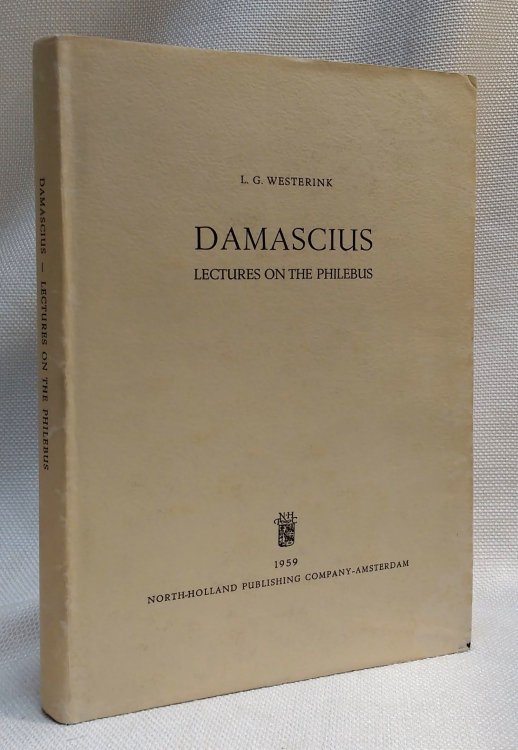 L. G. WESTERINK
DAMASCIUS
LECTURES ON THE PHILEBUS
N·H
1959
NORTH-HOLLAND PUBLISHING COMPANY-AMSTERDAM
DAMASCIUS — LECTURES ON THE PHILEBUS